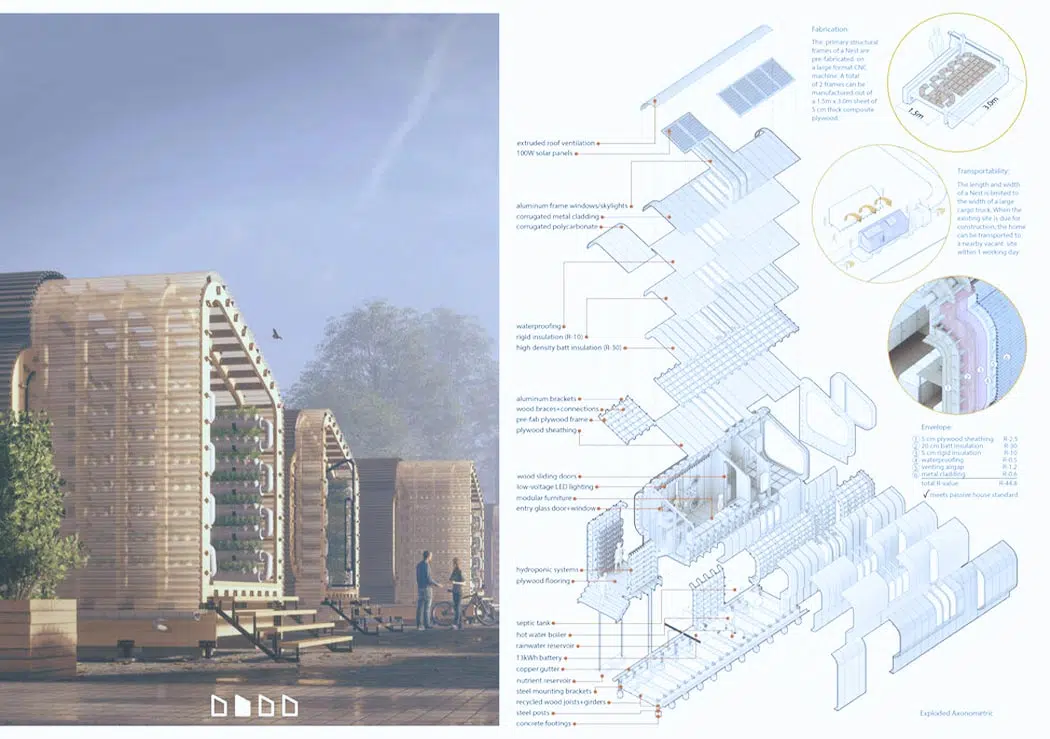 Fabrication:
The primary structural
frames of a Nest are
pre-fabricated on
a large format CNC
machine. A total
of 2 frames can be
manufactured out of
a 1.5m x 3.0m sheet of
5 cm thick composite
plywood.
1.5m
3.0m
extruded roof ventilation
100W solar panels
Transportability:
The length and width
of a Nest is limited to
the width of a large
cargo truck. When the
existing site is due for
construction, the home
can be transported to
a nearby vacant site
within 1 working day
aluminum frame windows/skylights
corrugated metal cladding
corrugated polycarbonate
waterproofing
rigid insulation (R-10)
high density batt insulation (R-30)
aluminum brackets
wood braces+connections
pre-fab plywood frame
plywood sheathing
Envelope:
1 5 cm plywood sheathing R-2.5
2 20 cm batt insulation R-30
3 5 cm rigid insulation R-10
4 waterproofing R-0.5
5 venting airgap R-1.2
6 metal cladding R-0.6
total R value R-44.8
✓ meets passive house standard
wood sliding doors
low-voltage LED lighting
modular furniture
entry glass door+window
hydroponic systems
plywood flooring
septic tank
hot water boiler
rainwater reservoir
13kWh battery
copper gutter
nutrient reservoir
steel mounting brackets
recycled wood joists+girders
steel posts
concrete footings
Exploded Axonometric